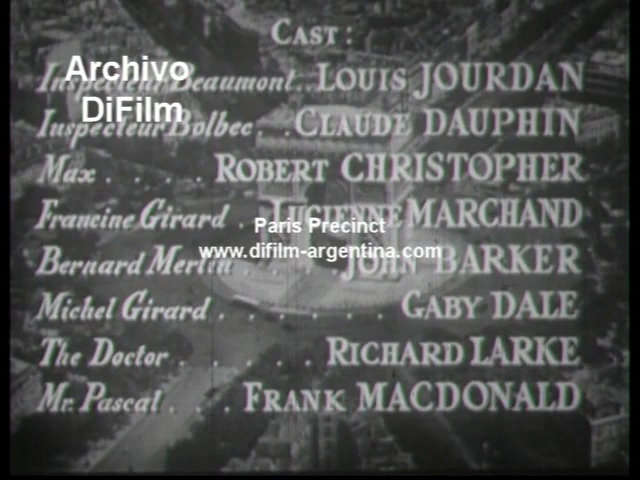 CAST:
Inspecteur Beaumont..LOUIS JOURDAN
Inspecteur Bolbec. ..CLAUDE DAUPHIN
Max . . . . . ROBERT CHRISTOPHER
Francine Girard . LUCIENNE MARCHAND
Bernard Merlin . . . . JOHN BARKER
Michel Girard . . . . . . GABY DALE
The Doctor . . . . . RICHARD LARKE
Mr. Pascal . . . FRANK MACDONALD
Archivo
DiFilm
Paris Precinct
www.difilm-argentina.com